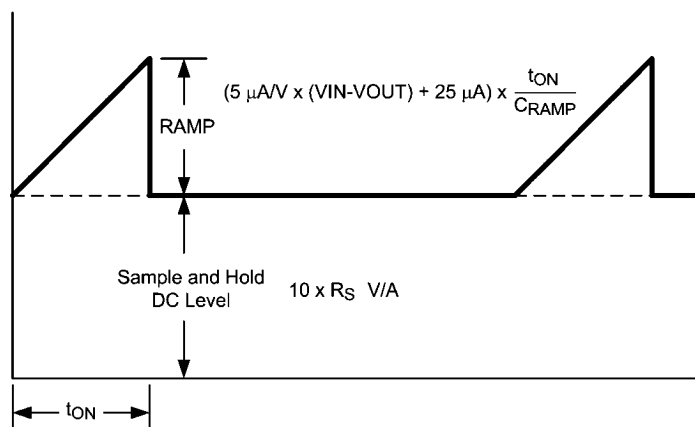 (5 μA/V x (VIN-VOUT) + 25 μA) x tON / CRAMP
RAMP
Sample and Hold
DC Level
10 x RS V/A
tON